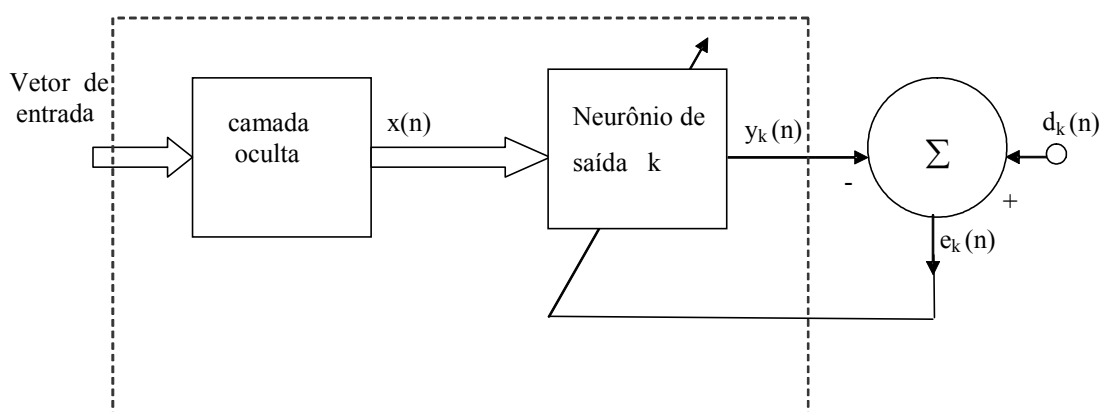 Vetor de
entrada
camada
oculta
x(n)
Neurônio de
saída k
yₖ(n)
-
Σ
dₖ(n)
+
eₖ(n)